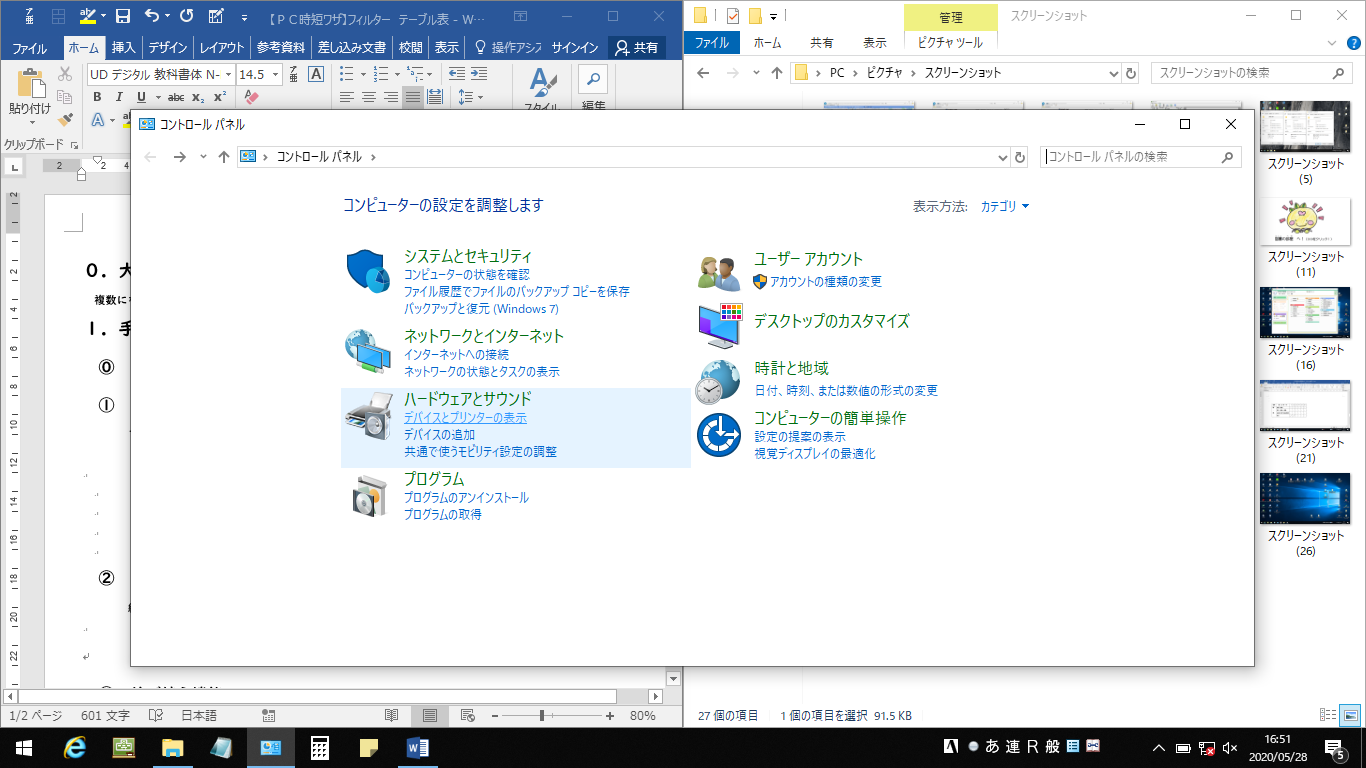 【PC時短ワザ】フィルター テーブル表 - W…
ファイル ホーム 挿入 デザイン レイアウト 参考資料 差し込み文書 校閲 表示 操作アシス サインイン 共有
UD デジタル 教科書体 N- 14.5
貼り付け
B I U abc x₂ x²
スタイル 編集
クリップボード
管理
スクリーンショット
ファイル ホーム 共有 表示 ピクチャ ツール
PC ピクチャ スクリーンショット
スクリーンショットの検索
コントロール パネル
コントロール パネル
コントロール パネルの検索
コンピューターの設定を調整します
表示方法: カテゴリ
システムとセキュリティ
コンピューターの状態を確認
ファイル履歴でファイルのバックアップ コピーを保存
バックアップと復元 (Windows 7)
ネットワークとインターネット
インターネットへの接続
ネットワークの状態とタスクの表示
ハードウェアとサウンド
デバイスとプリンターの表示
デバイスの追加
共通で使うモビリティ設定の調整
プログラム
プログラムのアンインストール
プログラムの取得
ユーザー アカウント
アカウントの種類の変更
デスクトップのカスタマイズ
時計と地域
日付、時刻、または数値の形式の変更
コンピューターの簡単操作
設定の提案の表示
視覚ディスプレイの最適化
0．大
複数に
1．手
⓪
①
②
スクリーンショット
(5)
スクリーンショット
(11)
スクリーンショット
(16)
スクリーンショット
(21)
スクリーンショット
(26)
1/2 ページ 601 文字 日本語 80%
27 個の項目 1 個の項目を選択 91.5 KB
あ 連 R 般
16:51
2020/05/28
5